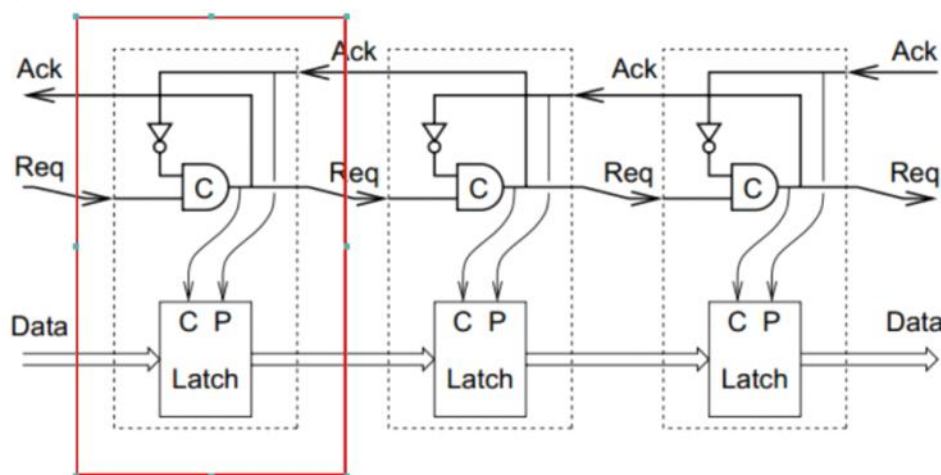 Ack Ack Ack
Ack
Req Req Req Req
C C C
C P C P C P
Data Data
Latch Latch Latch